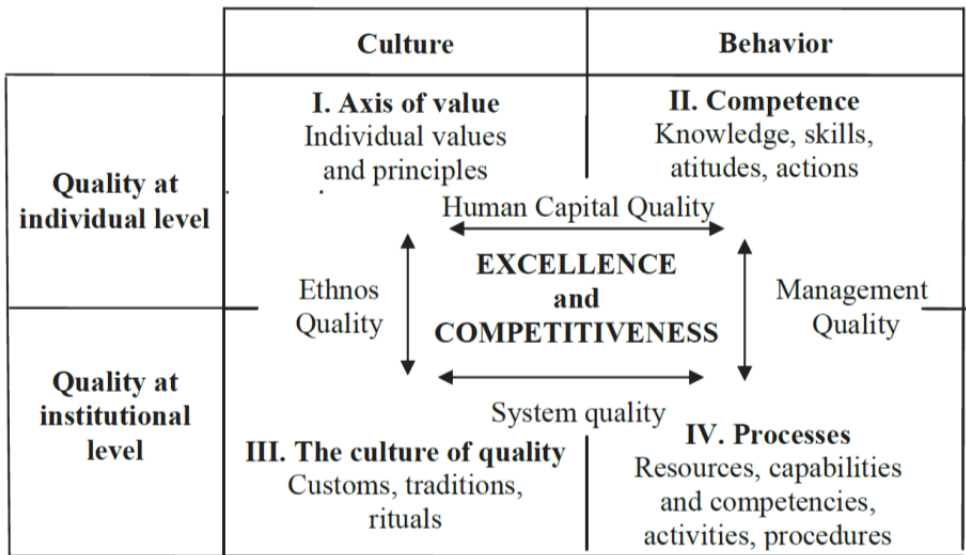 Culture
Behavior
Quality at
individual level
I. Axis of value
Individual values
and principles
II. Competence
Knowledge, skills,
atitudes, actions
Human Capital Quality
Ethnos
Quality
EXCELLENCE
and
COMPETITIVENESS
Management
Quality
Quality at
institutional
level
System quality
III. The culture of quality
Customs, traditions,
rituals
IV. Processes
Resources, capabilities
and competencies,
activities, procedures